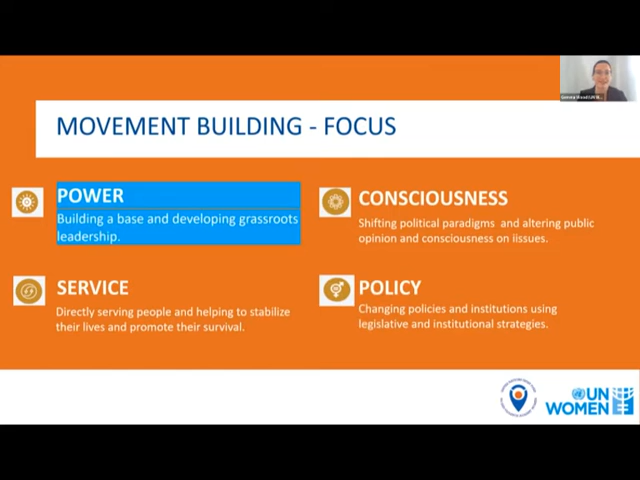 MOVEMENT BUILDING - FOCUS
POWER
Building a base and developing grassroots
leadership.
CONSCIOUSNESS
Shifting political paradigms and altering public
opinion and consciousness on iissues.
SERVICE
Directly serving people and helping to stabilize
their lives and promote their survival.
POLICY
Changing policies and institutions using
legislative and institutional strategies.
UN
WOMEN